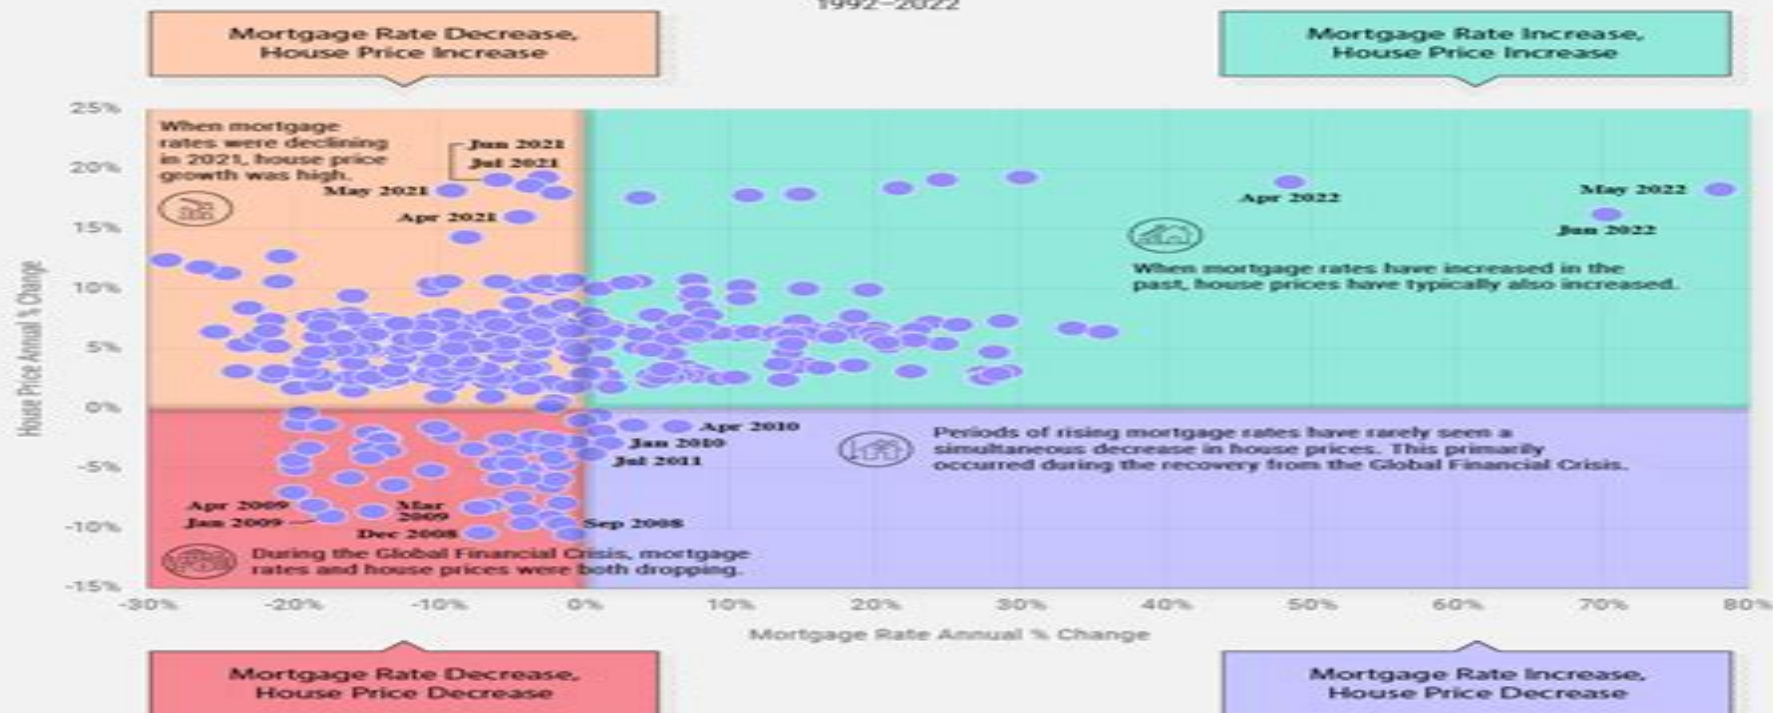 1992–2022
Mortgage Rate Decrease,
House Price Increase
Mortgage Rate Increase,
House Price Increase
25%
20%
15%
10%
5%
0%
-5%
-10%
-15%
House Price Annual % Change
When mortgage
rates were declining
in 2021, house price
growth was high.
Jun 2021
Jul 2021
May 2021
Apr 2021
Apr 2022
May 2022
Jun 2022
When mortgage rates have increased in the
past, house prices have typically also increased.
Apr 2010
Jan 2010
Jul 2011
Periods of rising mortgage rates have rarely seen a
simultaneous decrease in house prices. This primarily
occurred during the recovery from the Global Financial Crisis.
Apr 2009
Jan 2009
Mar
2009
Dec 2008
Sep 2008
During the Global Financial Crisis, mortgage
rates and house prices were both dropping.
-30%
-20%
-10%
0%
10%
20%
30%
40%
50%
60%
70%
80%
Mortgage Rate Annual % Change
Mortgage Rate Decrease,
House Price Decrease
Mortgage Rate Increase,
House Price Decrease